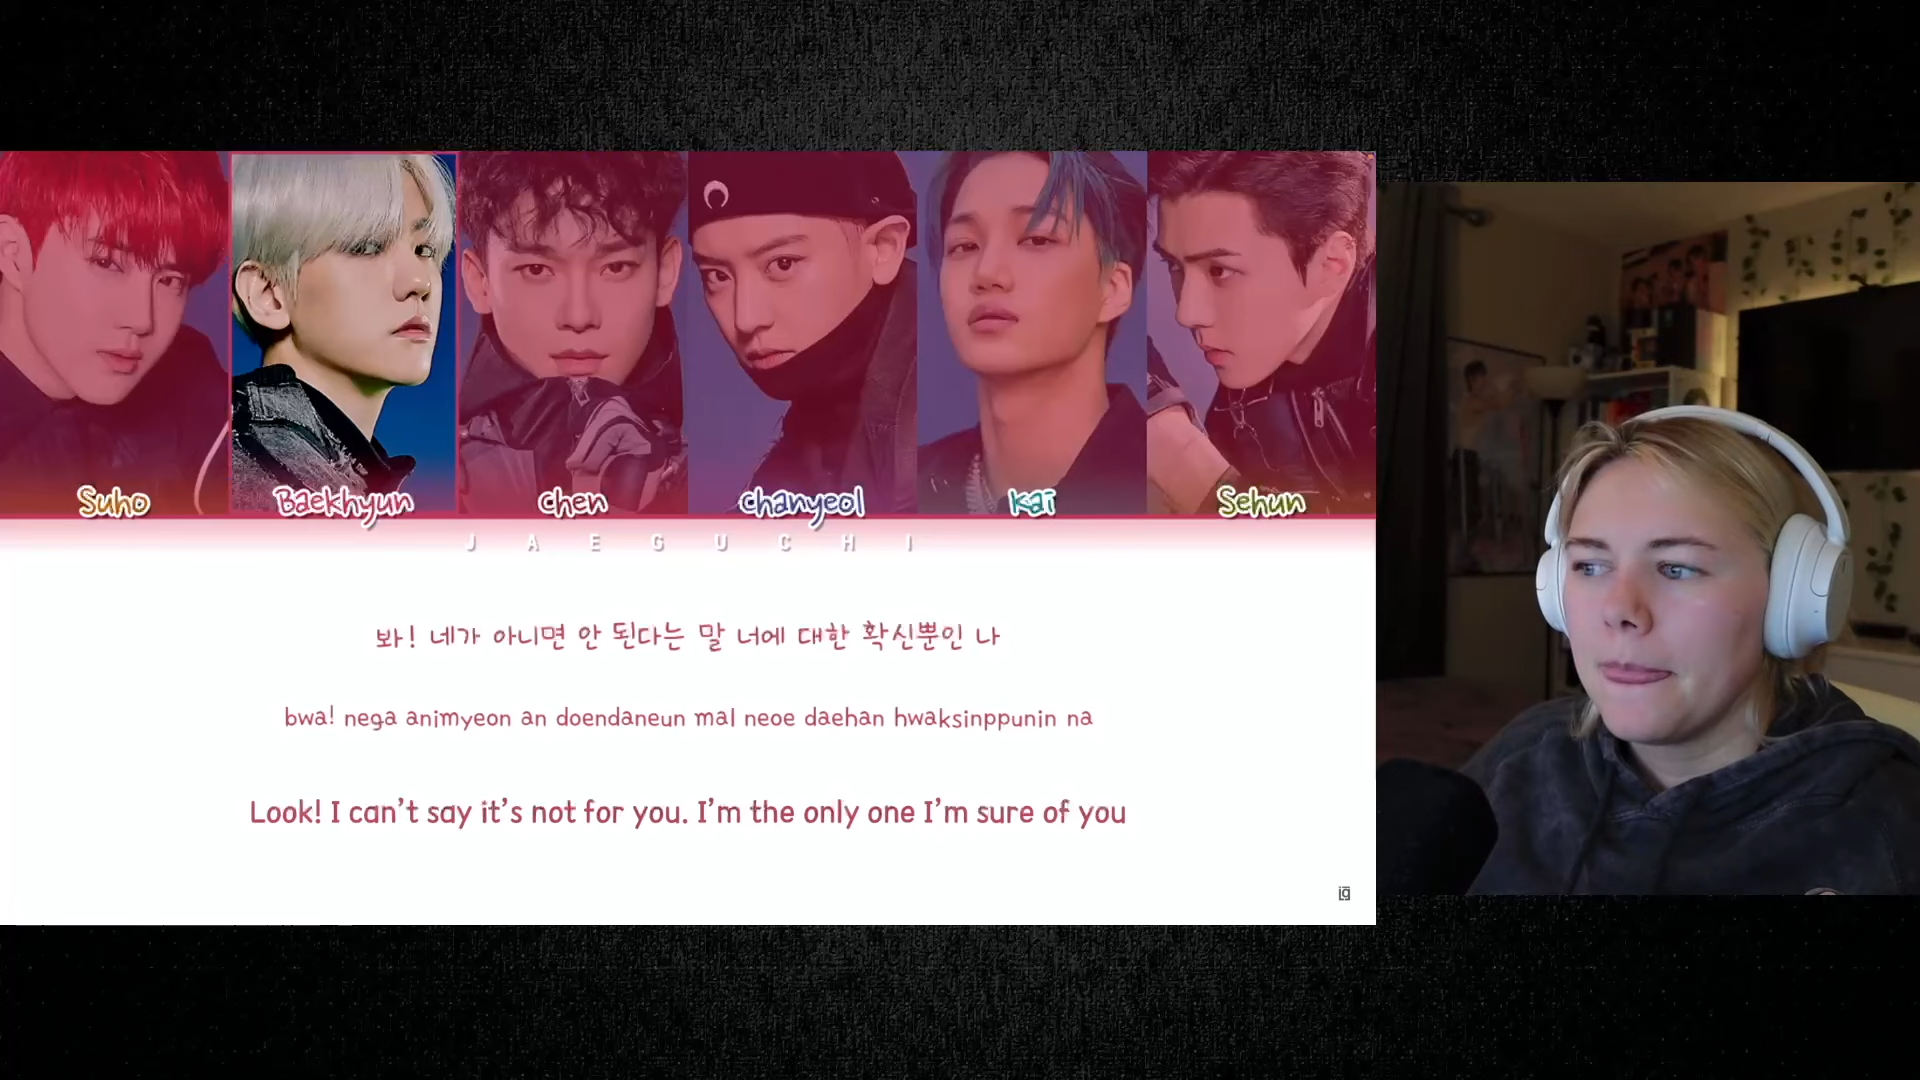 Suho
Baekhyun
chen
chanyeol
kai
Sehun
J A E G U C H I
봐! 네가 아니면 안 된다는 말 너에 대한 확신뿐인 나
bwa! nega animyeon an doendaneun mal neoe daehan hwaksinppunin na
Look! I can't say it's not for you. I'm the only one I'm sure of you